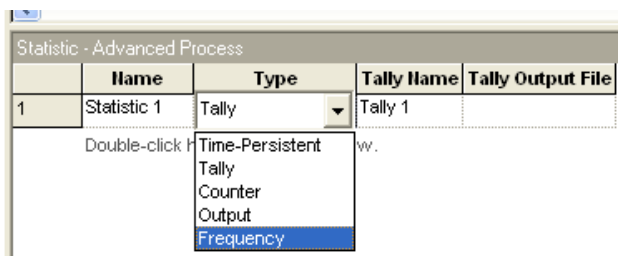 Statistic - Advanced Process
Name Type Tally Name Tally Output File
1 Statistic 1 Tally Tally 1
Double-click
Time-Persistent
Tally
Counter
Output
Frequency